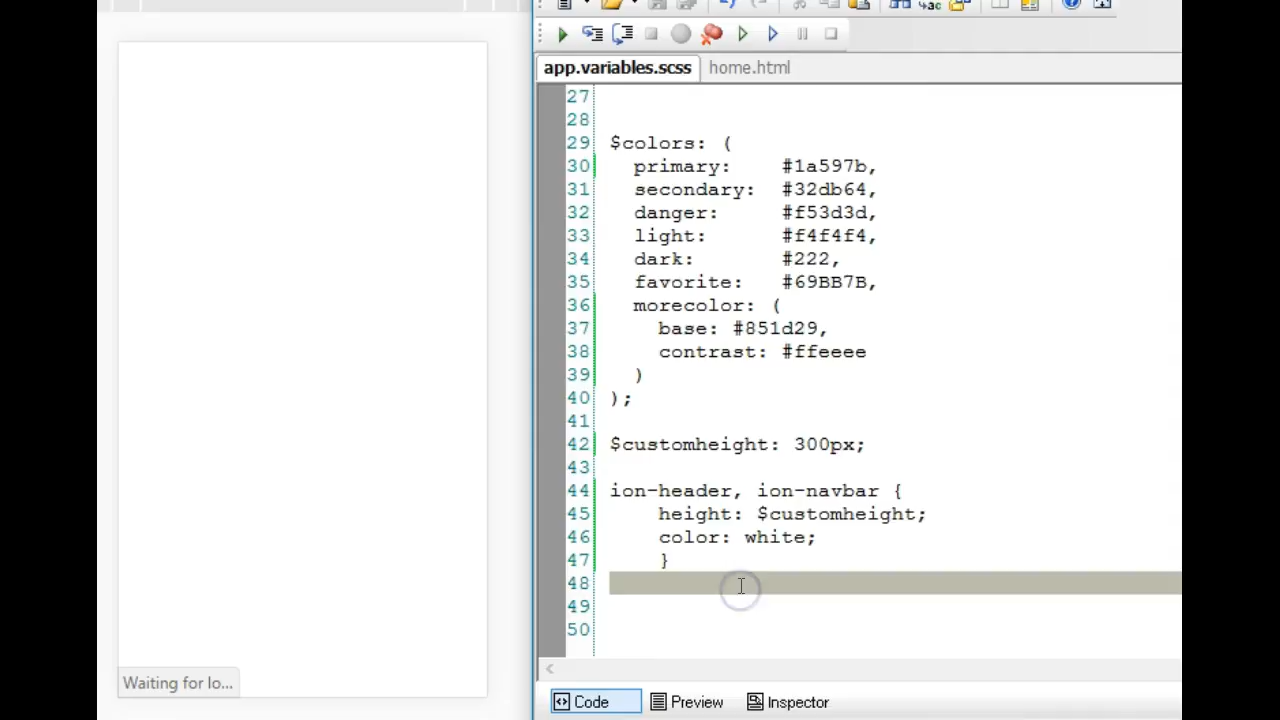 app.variables.scss home.html
27
28
29 $colors: (
30 primary: #1a597b,
31 secondary: #32db64,
32 danger: #f53d3d,
33 light: #f4f4f4,
34 dark: #222,
35 favorite: #69BB7B,
36 morecolor: (
37 base: #851d29,
38 contrast: #ffeeee
39 )
40 );
41
42 $customheight: 300px;
43
44 ion-header, ion-navbar {
45 height: $customheight;
46 color: white;
47 }
48
49
50
Waiting for lo...
Code Preview Inspector